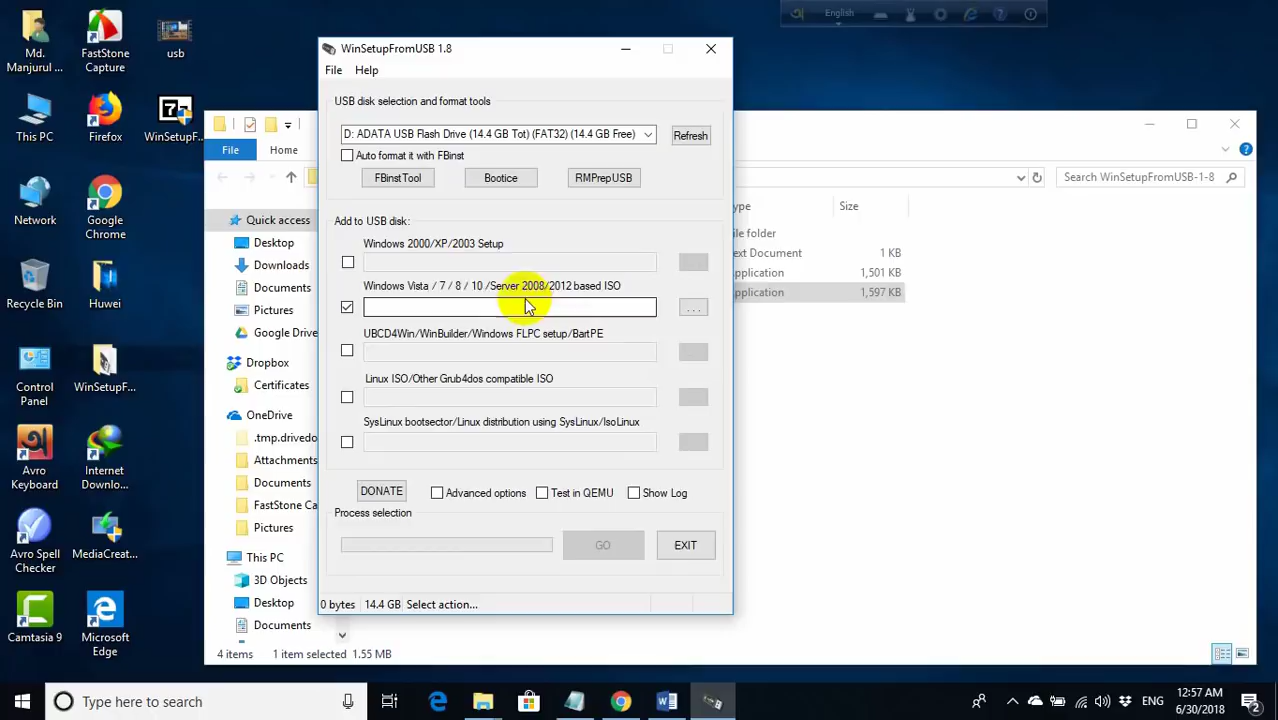 Md.
Manjurul ...
FastStone
Capture
usb
This PC
Firefox
WinSetupF...
Network
Google
Chrome
Recycle Bin
Huwei
Control
Panel
WinSetupF...
Avro
Keyboard
Internet
Downlo...
Avro Spell
Checker
MediaCreat...
Camtasia 9
Microsoft
Edge
English
WinSetupFromUSB 1.8
File Help
USB disk selection and format tools
D: ADATA USB Flash Drive (14.4 GB Tot) (FAT32) (14.4 GB Free)
Refresh
Auto format it with FBinst
FBinstTool
Bootice
RMPrepUSB
Add to USB disk:
Windows 2000/XP/2003 Setup
Windows Vista / 7 / 8 / 10 /Server 2008/2012 based ISO
...
UBCD4Win/WinBuilder/Windows FLPC setup/BartPE
Linux ISO/Other Grub4dos compatible ISO
SysLinux bootsector/Linux distribution using SysLinux/IsoLinux
DONATE
Advanced options
Test in QEMU
Show Log
Process selection
GO
EXIT
0 bytes 14.4 GB Select action...
File Home
Search WinSetupFromUSB-1-8
Quick access
Desktop
Downloads
Documents
Pictures
Google Drive
Dropbox
Certificates
OneDrive
.tmp.drivedo
Attachments
Documents
FastStone Ca
Pictures
This PC
3D Objects
Desktop
Documents
ype Size
ile folder
ext Document 1 KB
pplication 1,501 KB
pplication 1,597 KB
4 items 1 item selected 1.55 MB
Type here to search
ENG
12:57 AM
6/30/2018
2